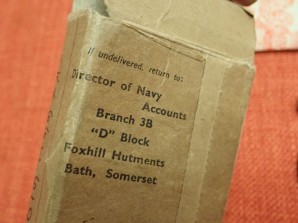 If undelivered, return to:
Director of Navy
Accounts
Branch 3B
"D" Block
Foxhill Hutments
Bath, Somerset